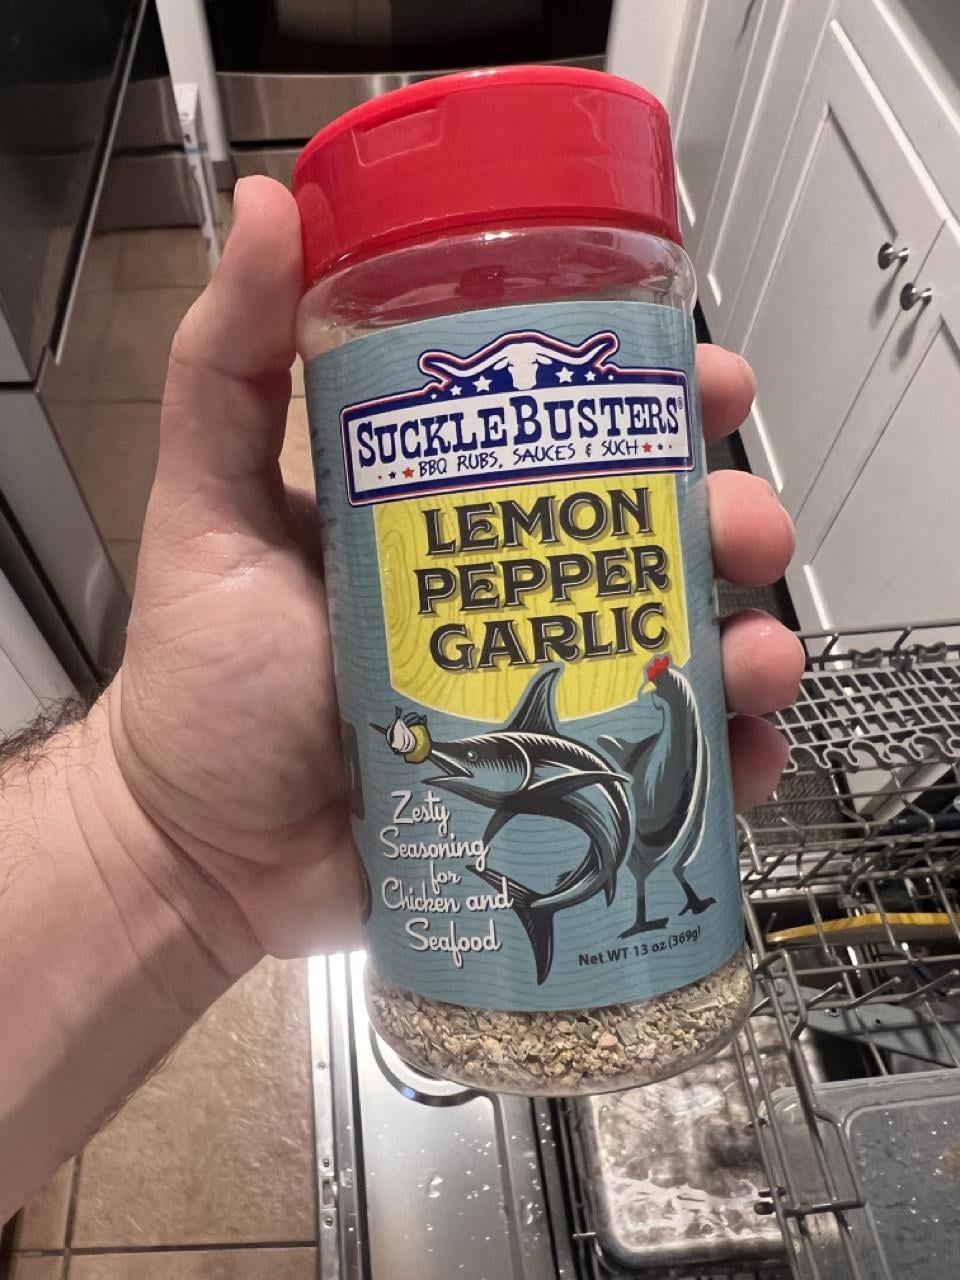 SUCKLEBUSTERS®
BBQ RUBS, SAUCES & SUCH
LEMON
PEPPER
GARLIC
Zesty
Seasoning
for
Chicken and
Seafood
Net WT 13 oz (369g)